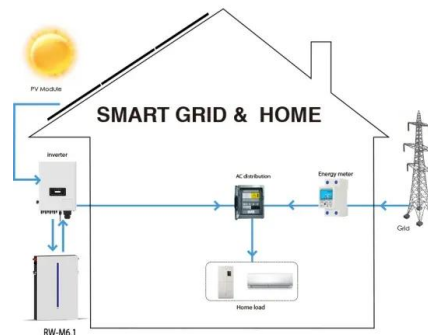 PV Module
SMART GRID & HOME
Inverter
AC distribution
Energy meter
Grid
Home load
RW-M6.1